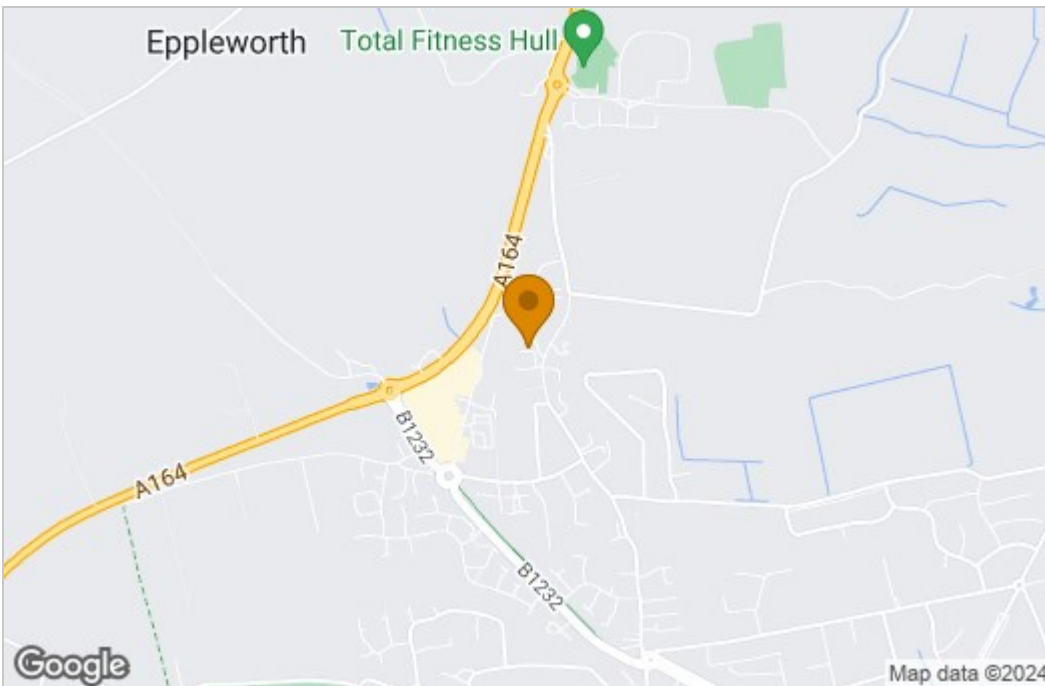 Eppleworth
Total Fitness Hull
A164
B1232
A164
B1232
Google
Map data ©2024